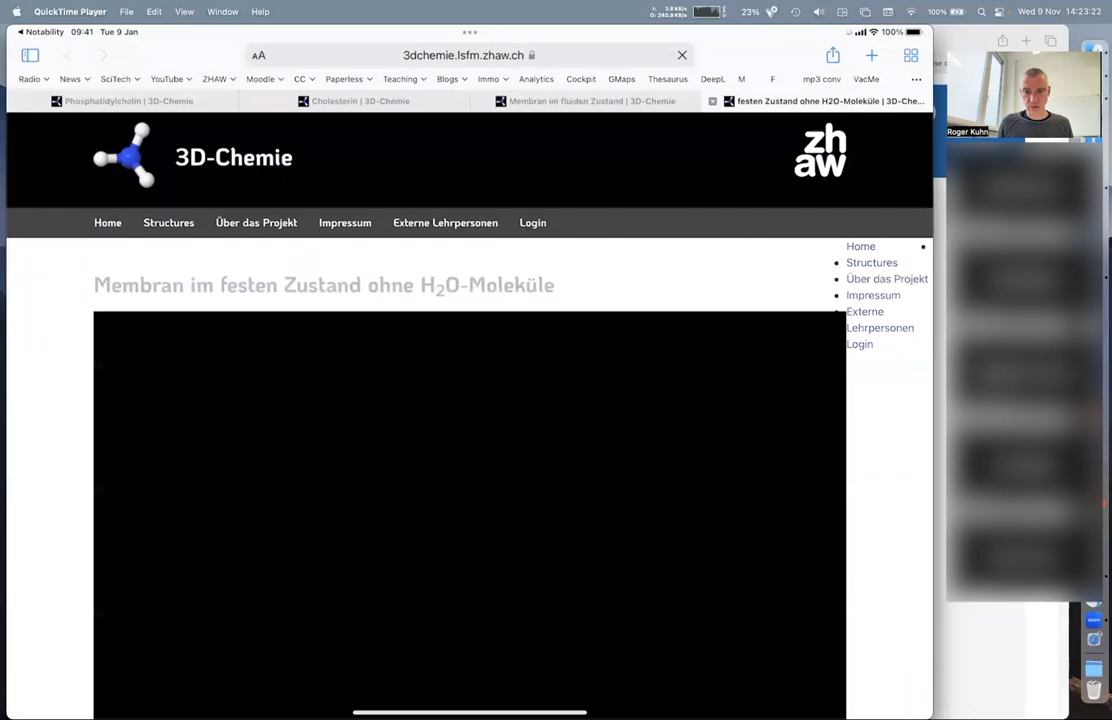 QuickTime Player File Edit View Window Help 23% 100% Wed 9 Nov 14:23:22
Notability 09:41 Tue 9 Jan 100%
AA 3dchemie.lsfm.zhaw.ch
Radio News SciTech YouTube ZHAW Moodle CC Paperless Teaching Blogs Immo Analytics Cockpit GMaps Thesaurus DeepL M F mp3 conv VacMe
Phosphatidylcholin | 3D-Chemie Cholesterin | 3D-Chemie Membran im fluiden Zustand | 3D-Chemie festen Zustand ohne H2O-Moleküle | 3D-Che...
Roger Kuhn
3D-Chemie
zh
aw
Home Structures Über das Projekt Impressum Externe Lehrpersonen Login
Membran im festen Zustand ohne H₂O-Moleküle
Home
Structures
Über das Projekt
Impressum
Externe
Lehrpersonen
Login
zoom